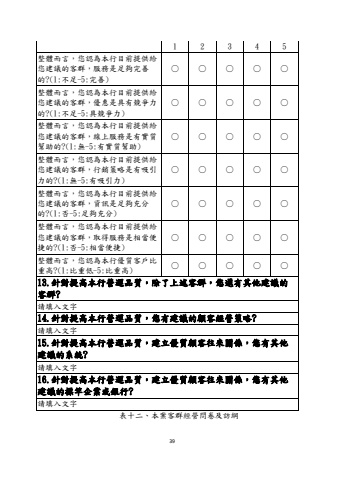 1 2 3 4 5
整體而言，您認為本行目前提供給
您建議的客群，服務是足夠完善
的?(1:不足-5:完善)
○ ○ ○ ○ ○
整體而言，您認為本行目前提供給
您建議的客群，優惠是具有競爭力
的?(1:不足-5:具競爭力)
○ ○ ○ ○ ○
整體而言，您認為本行目前提供給
您建議的客群，線上服務是有實質
幫助的?(1:無-5:有實質幫助)
○ ○ ○ ○ ○
整體而言，您認為本行目前提供給
您建議的客群，行銷策略是有吸引
力的?(1:無-5:有吸引力)
○ ○ ○ ○ ○
整體而言，您認為本行目前提供給
您建議的客群，資訊是足夠充分
的?(1:否-5:足夠充分)
○ ○ ○ ○ ○
整體而言，您認為本行目前提供給
您建議的客群，取得服務是相當便
捷的?(1:否-5:相當便捷)
○ ○ ○ ○ ○
整體而言，您認為本行優質客戶比
重高?(1:比重低-5:比重高)
○ ○ ○ ○ ○
13.針對提高本行營運品質，除了上述客群，您還有其他建議的
客群?
請填入文字
14.針對提高本行營運品質，您有建議的顧客經營策略?
請填入文字
15.針對提高本行營運品質，建立優質顧客往來關係，您有其他
建議的系統?
請填入文字
16.針對提高本行營運品質，建立優質顧客往來關係，您有其他
建議的標竿企業或銀行?
請填入文字
表十二、本業客群經營問卷及訪綱
39